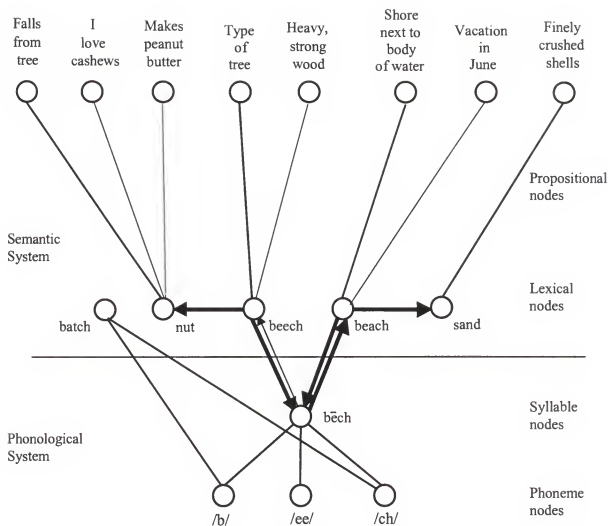 Falls
from
tree
I
love
cashews
Makes
peanut
butter
Type
of
tree
Heavy,
strong
wood
Shore
next to
body
of water
Vacation
in
June
Finely
crushed
shells
Propositional
nodes
Semantic
System
Lexical
nodes
batch
nut
beech
beach
sand
bēch
Syllable
nodes
Phonological
System
Phoneme
nodes
/b/
/ee/
/ch/